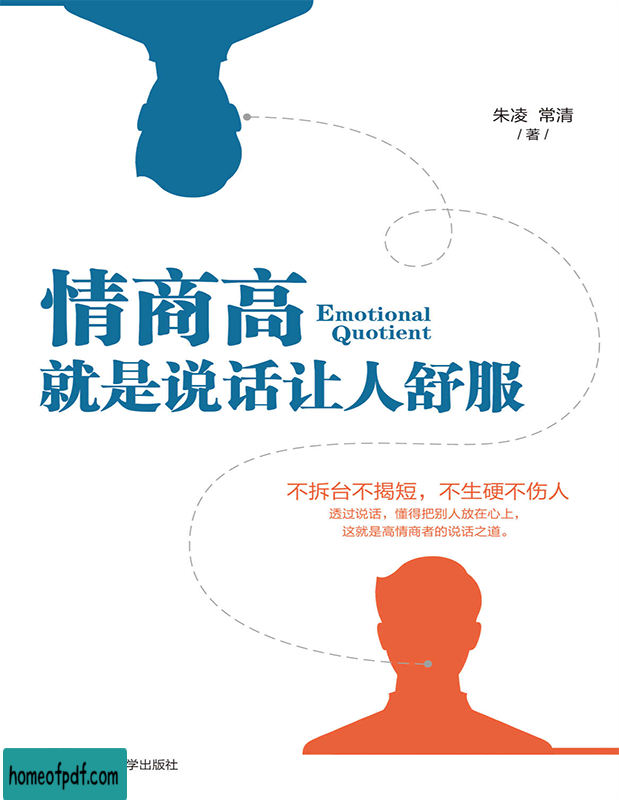 朱凌 常清
/ 著 /
情商高
Emotional
Quotient
就是说话让人舒服
不拆台不揭短，不生硬不伤人
透过说话，懂得把别人放在心上，
这就是高情商者的说话之道。
学出版社
homeofpdf.com